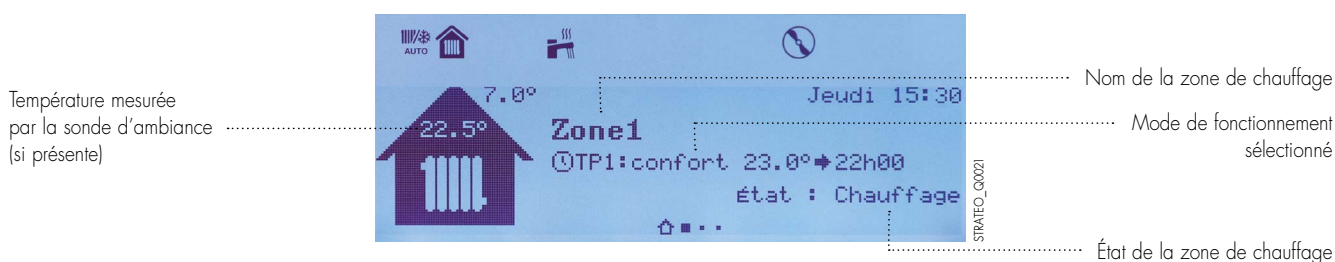 AUTO
7.0°
Jeudi 15:30
22.5°
Zone1
TP1:confort 23.0°➔22h00
État : Chauffage
Température mesurée
par la sonde d'ambiance
(si présente)
Nom de la zone de chauffage
Mode de fonctionnement
sélectionné
État de la zone de chauffage
STRATEO_Q0021